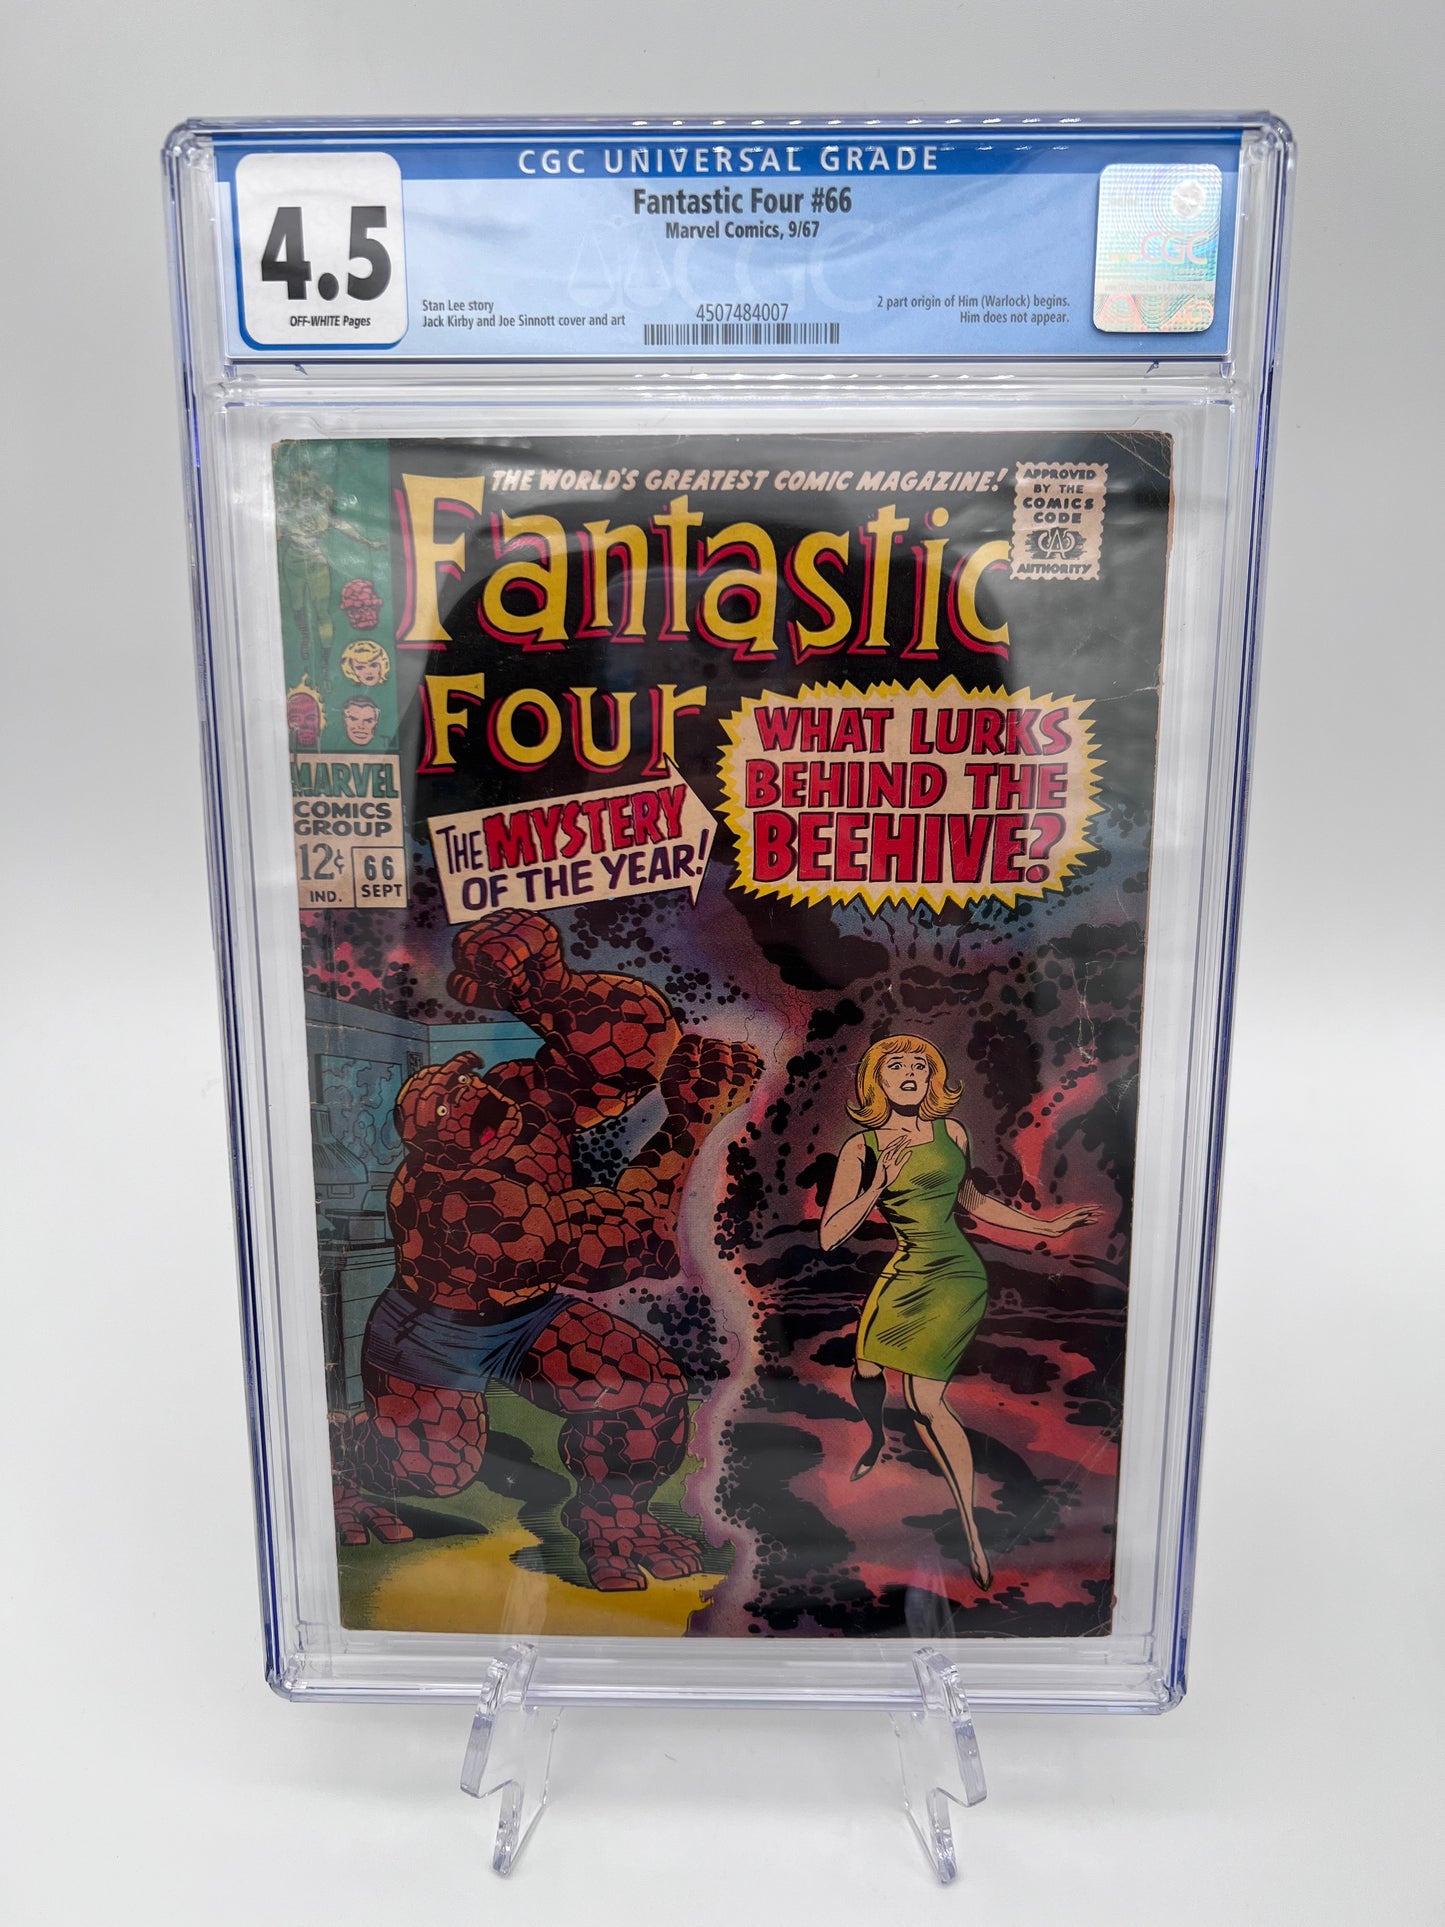 CGC UNIVERSAL GRADE
Fantastic Four #66
Marvel Comics, 9/67
4.5
OFF-WHITE Pages
Stan Lee story
Jack Kirby and Joe Sinnott cover and art
4507484007
2 part origin of Him (Warlock) begins.
Him does not appear.
CGC
CGC
THE WORLD'S GREATEST COMIC MAGAZINE!
APPROVED
BY THE
COMICS
CODE
CA
AUTHORITY
Fantastic
Four
WHAT LURKS
BEHIND THE
BEEHIVE?
THE MYSTERY
OF THE YEAR!
MARVEL
COMICS
GROUP
12¢
IND.
66
SEPT